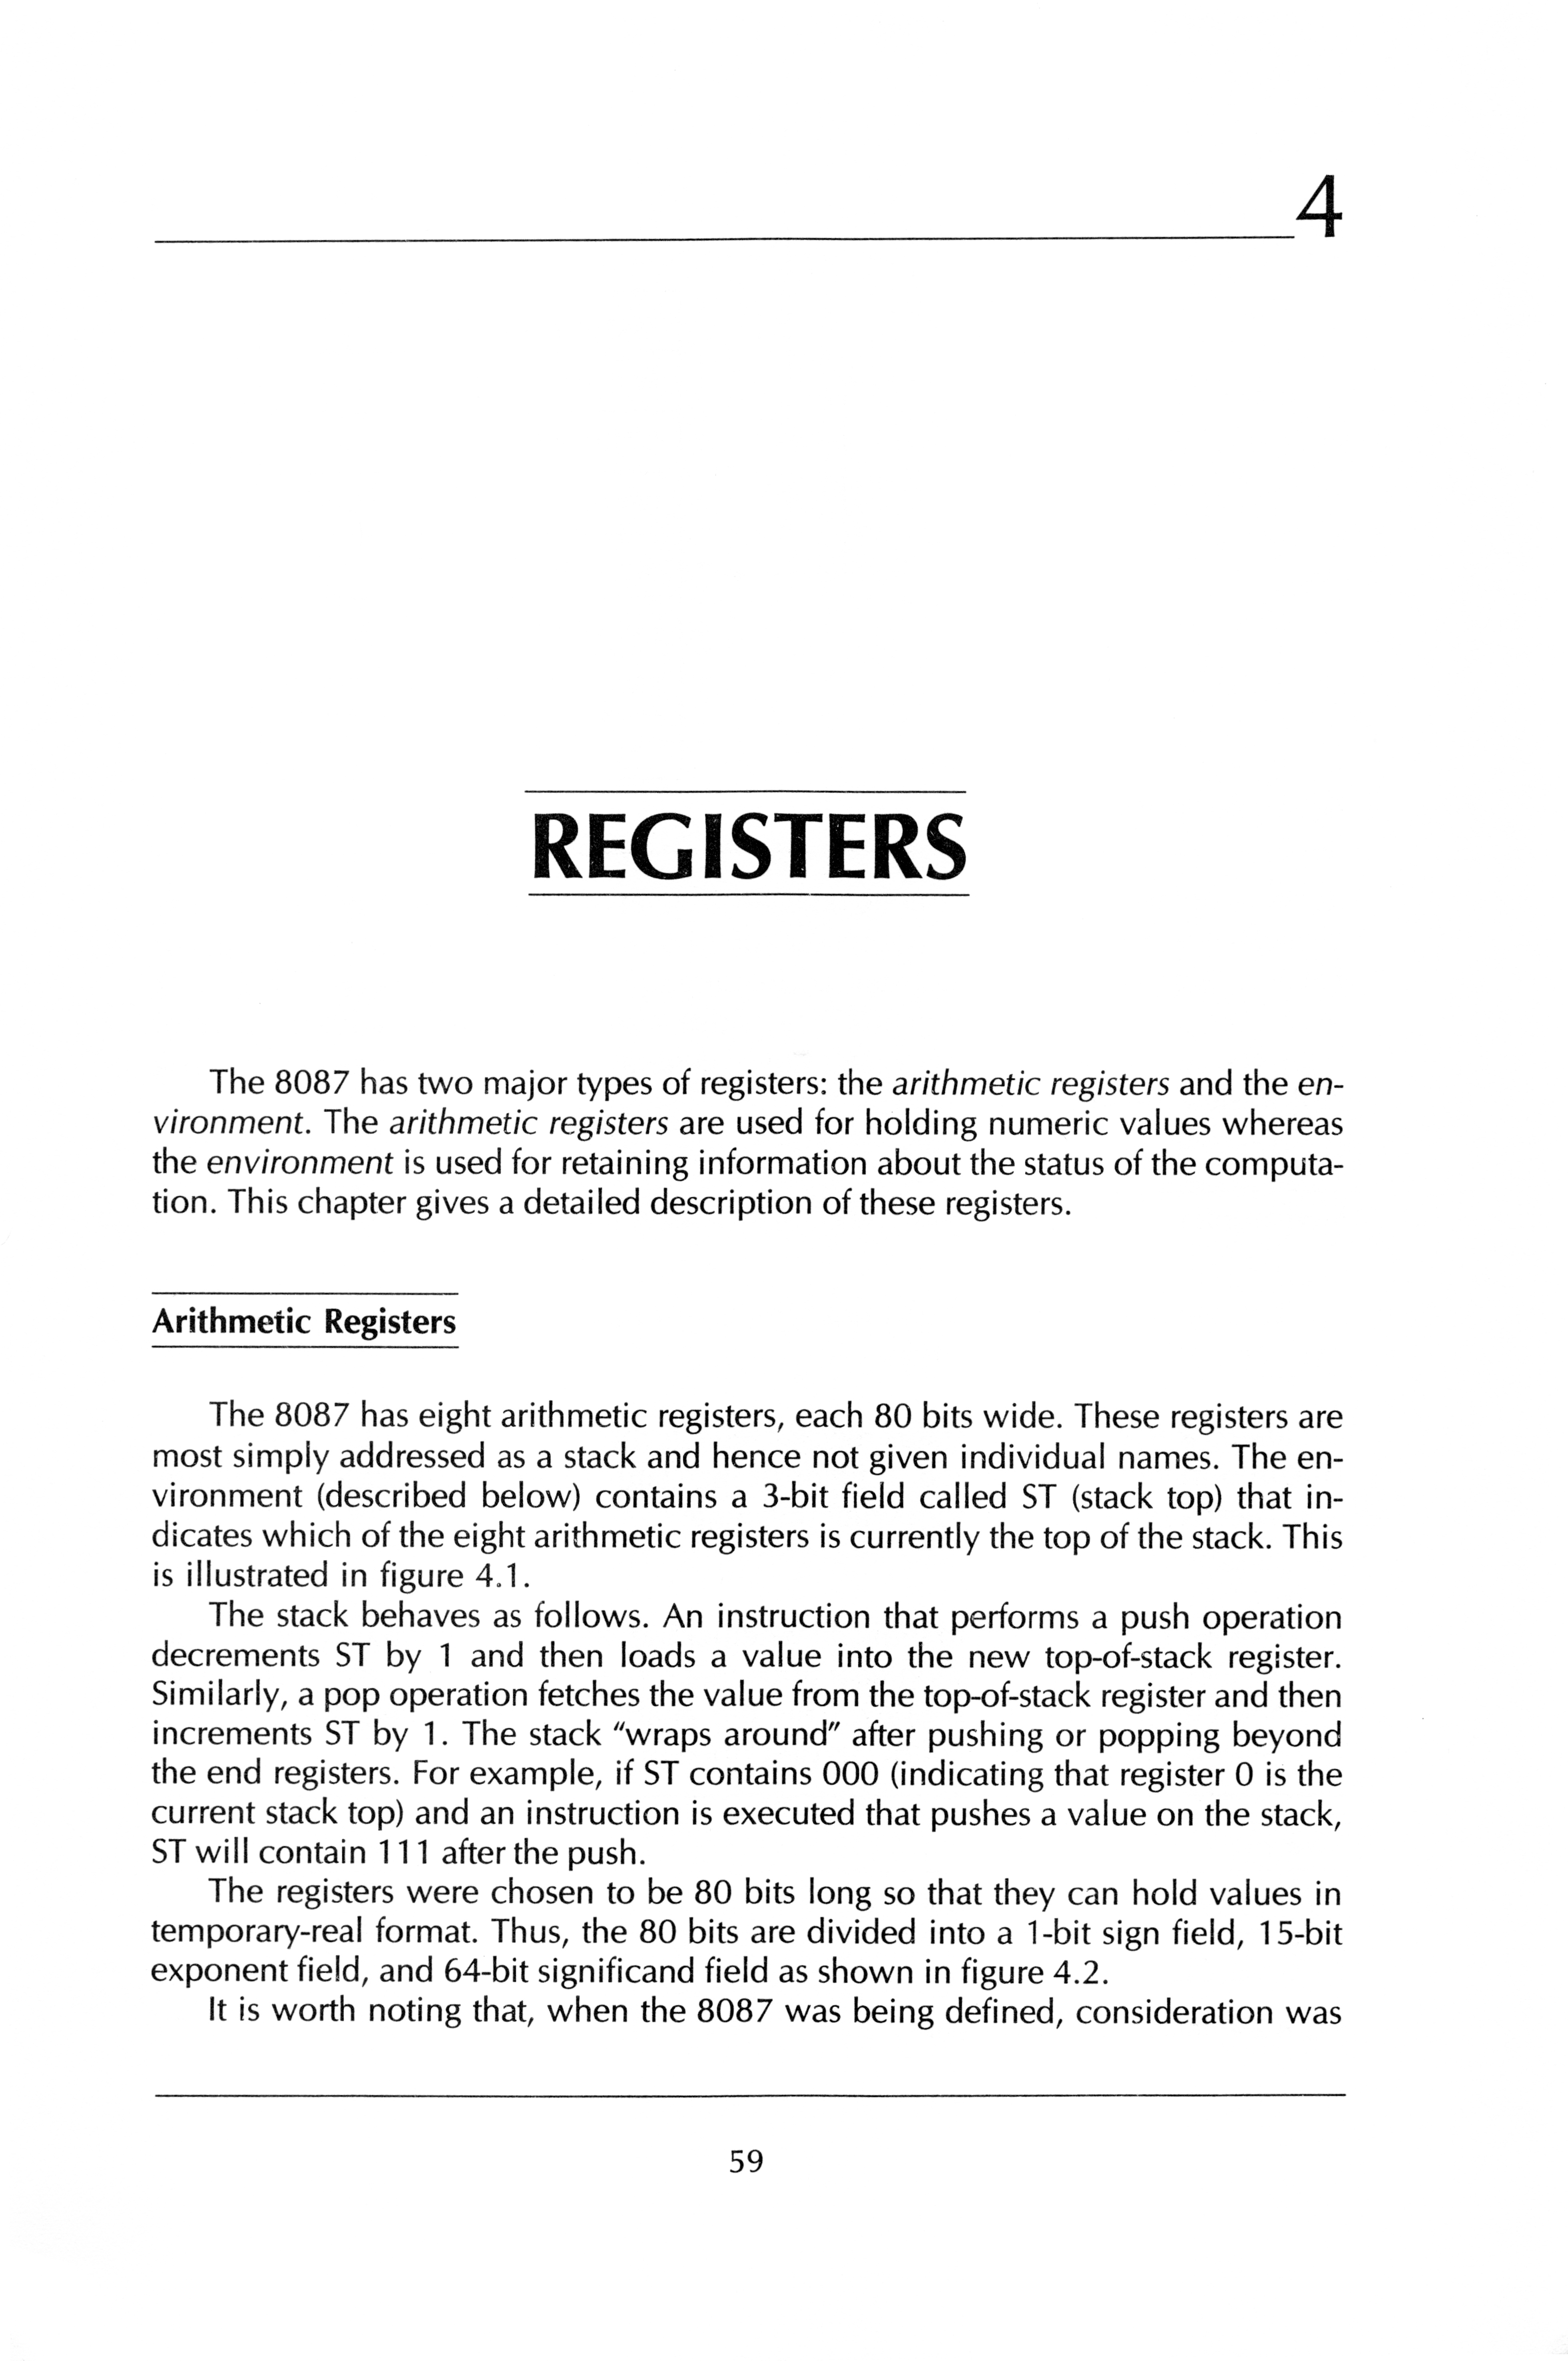 4
REGISTERS
The 8087 has two major types of registers: the arithmetic registers and the en-
vironment. The arithmetic registers are used for holding numeric values whereas
the environment is used for retaining information about the status of the computa-
tion. This chapter gives a detailed description of these registers.
Arithmetic Registers
The 8087 has eight arithmetic registers, each 80 bits wide. These registers are
most simply addressed as a stack and hence not given individual names. The en-
vironment (described below) contains a 3-bit field called ST (stack top) that in-
dicates which of the eight arithmetic registers is currently the top of the stack. This
is illustrated in figure 4.1.
The stack behaves as follows. An instruction that performs a push operation
decrements ST by 1 and then loads a value into the new top-of-stack register.
Similarly, a pop operation fetches the value from the top-of-stack register and then
increments ST by 1. The stack "wraps around" after pushing or popping beyond
the end registers. For example, if ST contains 000 (indicating that register 0 is the
current stack top) and an instruction is executed that pushes a value on the stack,
ST will contain 111 after the push.
The registers were chosen to be 80 bits long so that they can hold values in
temporary-real format. Thus, the 80 bits are divided into a 1-bit sign field, 15-bit
exponent field, and 64-bit significand field as shown in figure 4.2.
It is worth noting that, when the 8087 was being defined, consideration was
59